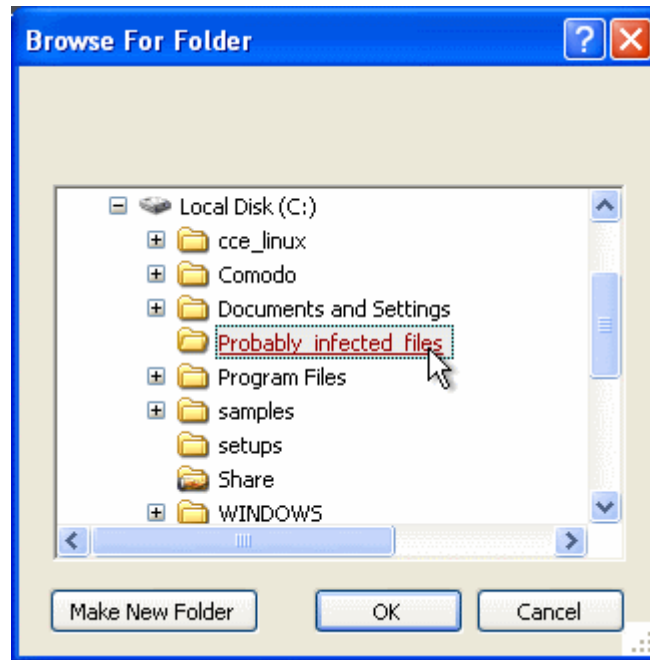 Browse For Folder
Local Disk (C:)
cce_linux
Comodo
Documents and Settings
Probably_infected_files
Program Files
samples
setups
Share
WINDOWS
Make New Folder
OK
Cancel